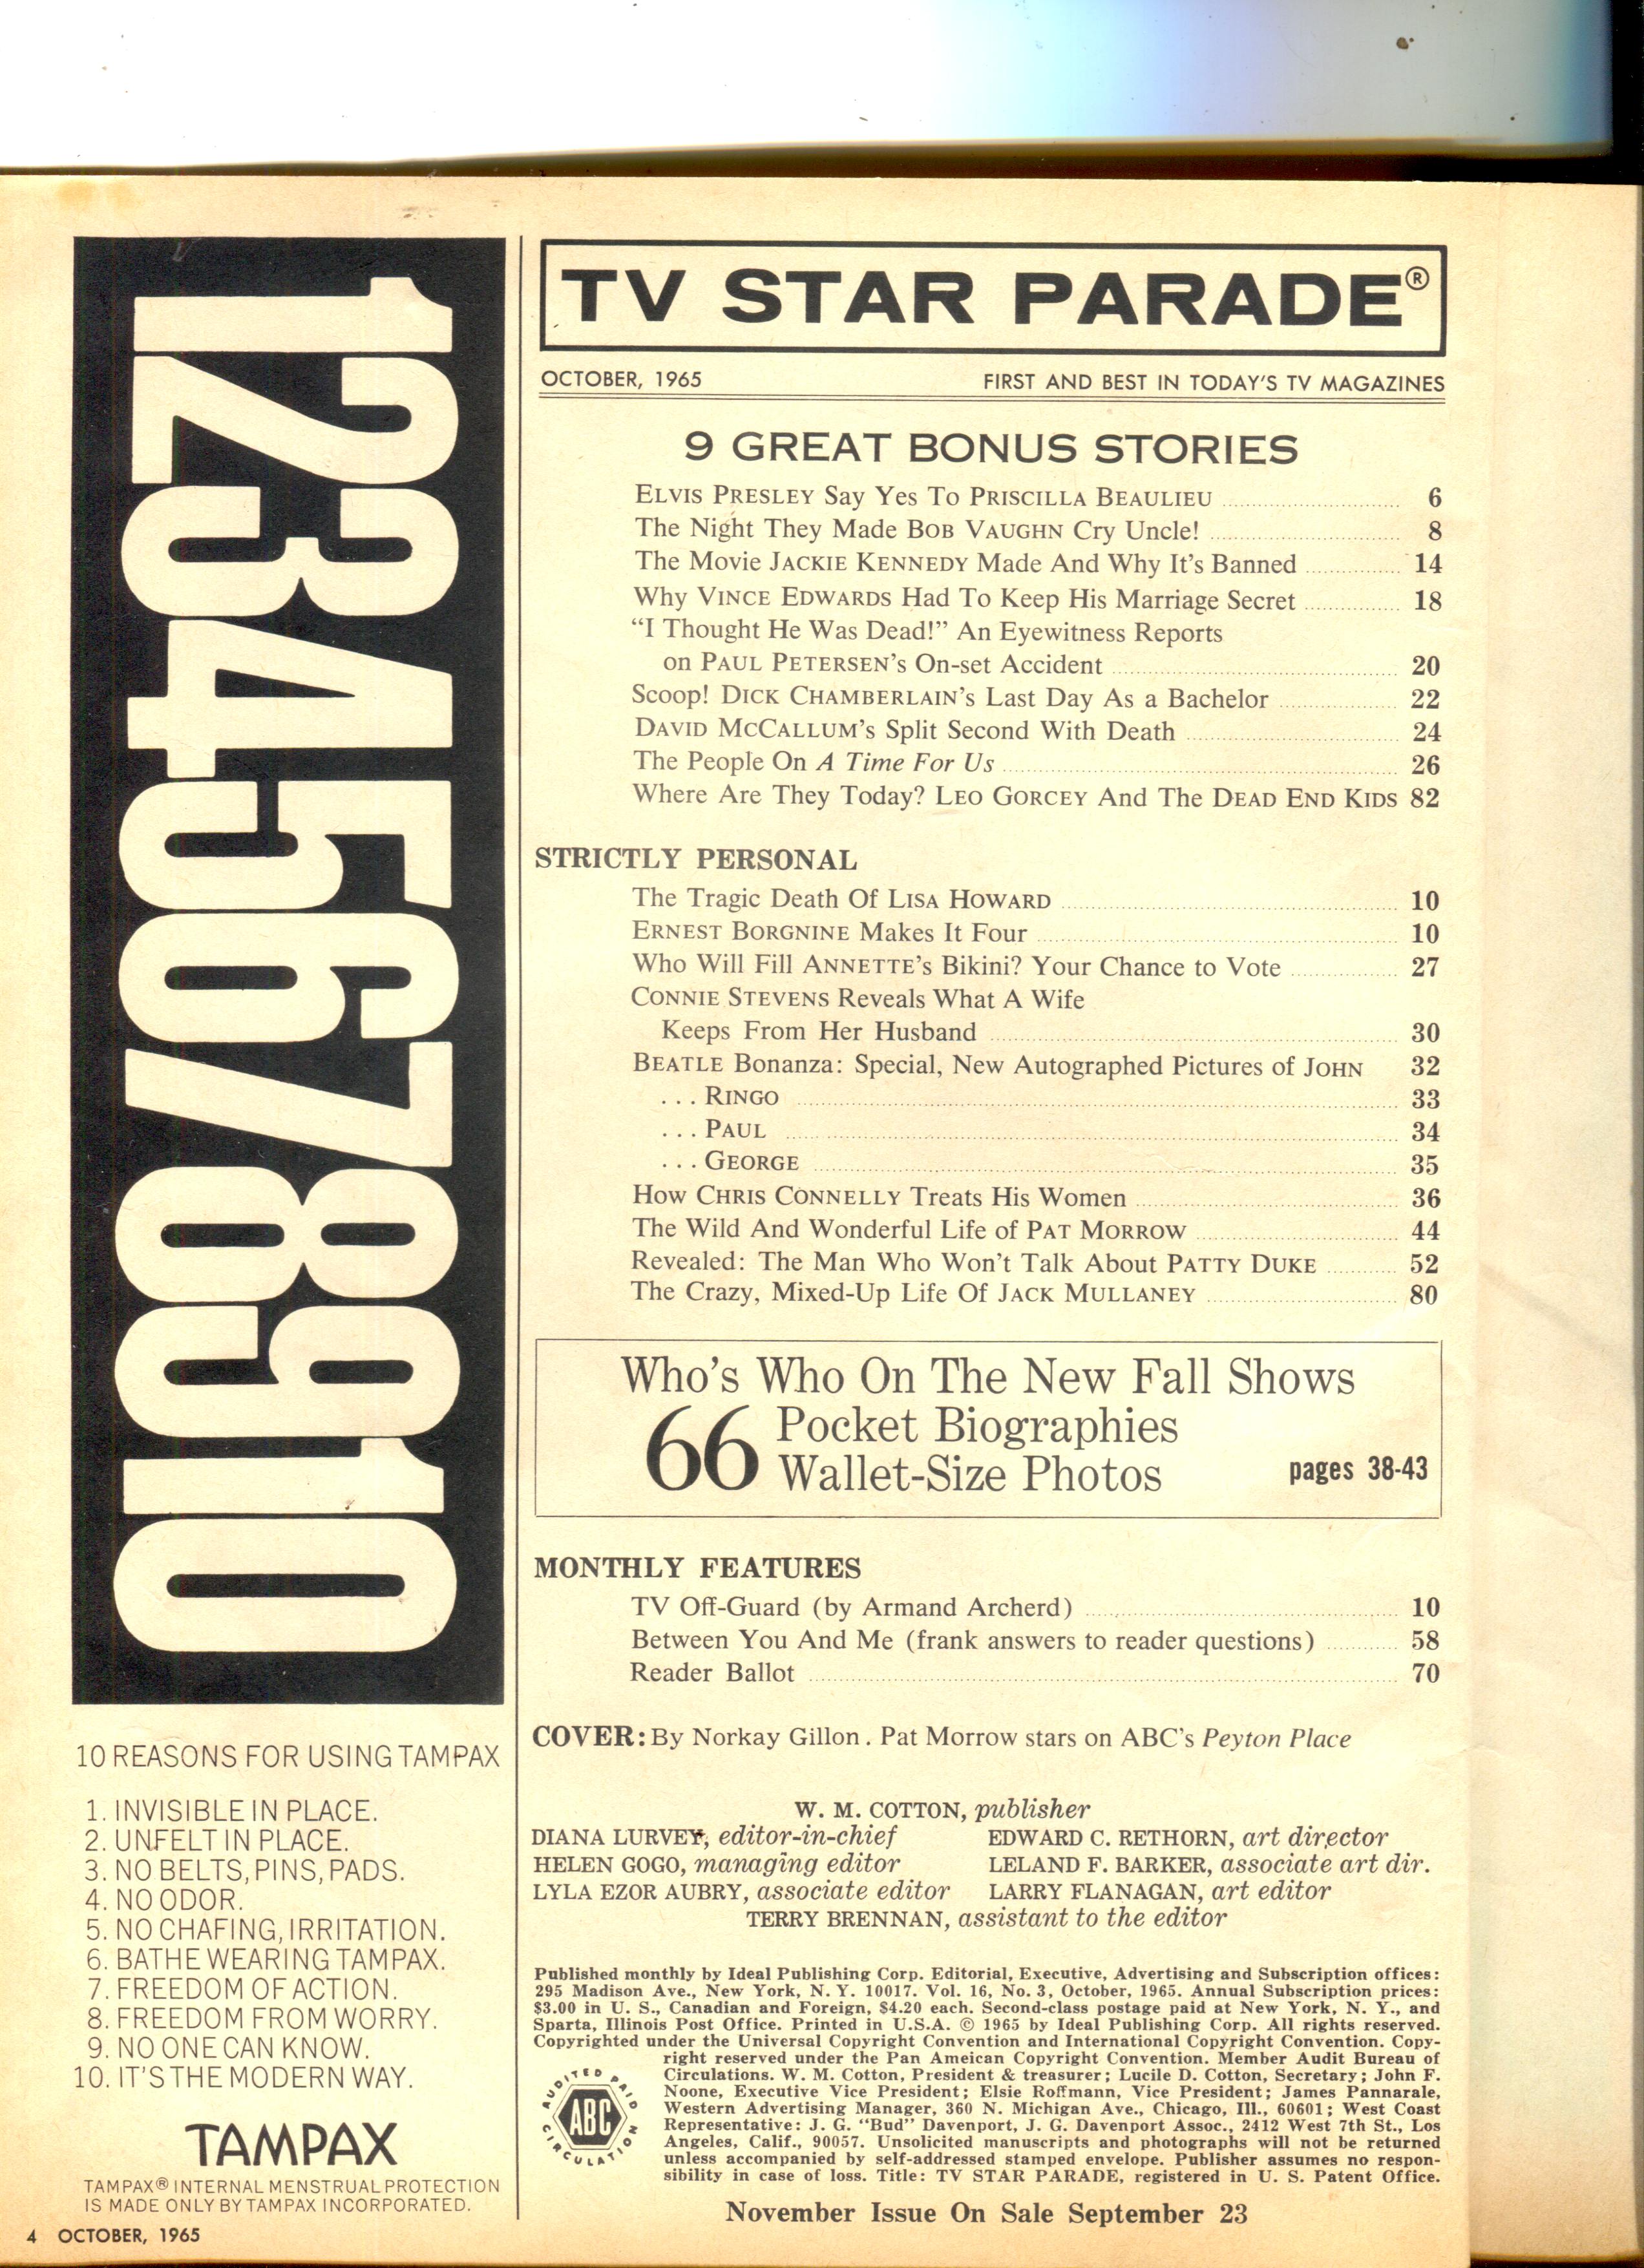 12345678910
10 REASONS FOR USING TAMPAX
1. INVISIBLE IN PLACE.
2. UNFELT IN PLACE.
3. NO BELTS, PINS, PADS.
4. NO ODOR.
5. NO CHAFING, IRRITATION.
6. BATHE WEARING TAMPAX.
7. FREEDOM OF ACTION.
8. FREEDOM FROM WORRY.
9. NO ONE CAN KNOW.
10. IT'S THE MODERN WAY.
TAMPAX
TAMPAX® INTERNAL MENSTRUAL PROTECTION
IS MADE ONLY BY TAMPAX INCORPORATED.
4 OCTOBER, 1965
TV STAR PARADE®
OCTOBER, 1965 FIRST AND BEST IN TODAY'S TV MAGAZINES
9 GREAT BONUS STORIES
ELVIS PRESLEY Say Yes To PRISCILLA BEAULIEU 6
The Night They Made BOB VAUGHN Cry Uncle! 8
The Movie JACKIE KENNEDY Made And Why It's Banned 14
Why VINCE EDWARDS Had To Keep His Marriage Secret 18
"I Thought He Was Dead!" An Eyewitness Reports
on PAUL PETERSEN's On-set Accident 20
Scoop! DICK CHAMBERLAIN's Last Day As a Bachelor 22
DAVID MCCALLUM's Split Second With Death 24
The People On A Time For Us 26
Where Are They Today? LEO GORCEY And The DEAD END KIDS 82
STRICTLY PERSONAL
The Tragic Death Of LISA HOWARD 10
ERNEST BORGNINE Makes It Four 10
Who Will Fill ANNETTE's Bikini? Your Chance to Vote 27
CONNIE STEVENS Reveals What A Wife
Keeps From Her Husband 30
BEATLE Bonanza: Special, New Autographed Pictures of JOHN 32
... RINGO 33
... PAUL 34
... GEORGE 35
How CHRIS CONNELLY Treats His Women 36
The Wild And Wonderful Life of PAT MORROW 44
Revealed: The Man Who Won't Talk About PATTY DUKE 52
The Crazy, Mixed-Up Life Of JACK MULLANEY 80
Who's Who On The New Fall Shows
66 Pocket Biographies
Wallet-Size Photos pages 38-43
MONTHLY FEATURES
TV Off-Guard (by Armand Archerd) 10
Between You And Me (frank answers to reader questions) 58
Reader Ballot 70
COVER: By Norkay Gillon. Pat Morrow stars on ABC's Peyton Place
W. M. COTTON, publisher
DIANA LURVEY, editor-in-chief EDWARD C. RETHORN, art director
HELEN GOGO, managing editor LELAND F. BARKER, associate art dir.
LYLA EZOR AUBRY, associate editor LARRY FLANAGAN, art editor
TERRY BRENNAN, assistant to the editor
Published monthly by Ideal Publishing Corp. Editorial, Executive, Advertising and Subscription offices:
295 Madison Ave., New York, N. Y. 10017. Vol. 16, No. 3, October, 1965. Annual Subscription prices:
$3.00 in U. S., Canadian and Foreign, $4.20 each. Second-class postage paid at New York, N. Y., and
Sparta, Illinois Post Office. Printed in U.S.A. © 1965 by Ideal Publishing Corp. All rights reserved.
Copyrighted under the Universal Copyright Convention and International Copyright Convention. Copy-
right reserved under the Pan Ameican Copyright Convention. Member Audit Bureau of
Circulations. W. M. Cotton, President & treasurer; Lucile D. Cotton, Secretary; John F.
Noone, Executive Vice President; Elsie Roffmann, Vice President; James Pannarale,
Western Advertising Manager, 360 N. Michigan Ave., Chicago, Ill., 60601; West Coast
Representative: J. G. "Bud" Davenport, J. G. Davenport Assoc., 2412 West 7th St., Los
Angeles, Calif., 90057. Unsolicited manuscripts and photographs will not be returned
unless accompanied by self-addressed stamped envelope. Publisher assumes no respon-
sibility in case of loss. Title: TV STAR PARADE, registered in U. S. Patent Office.
AUDITED PAID
ABC
CIRCULATION
November Issue On Sale September 23